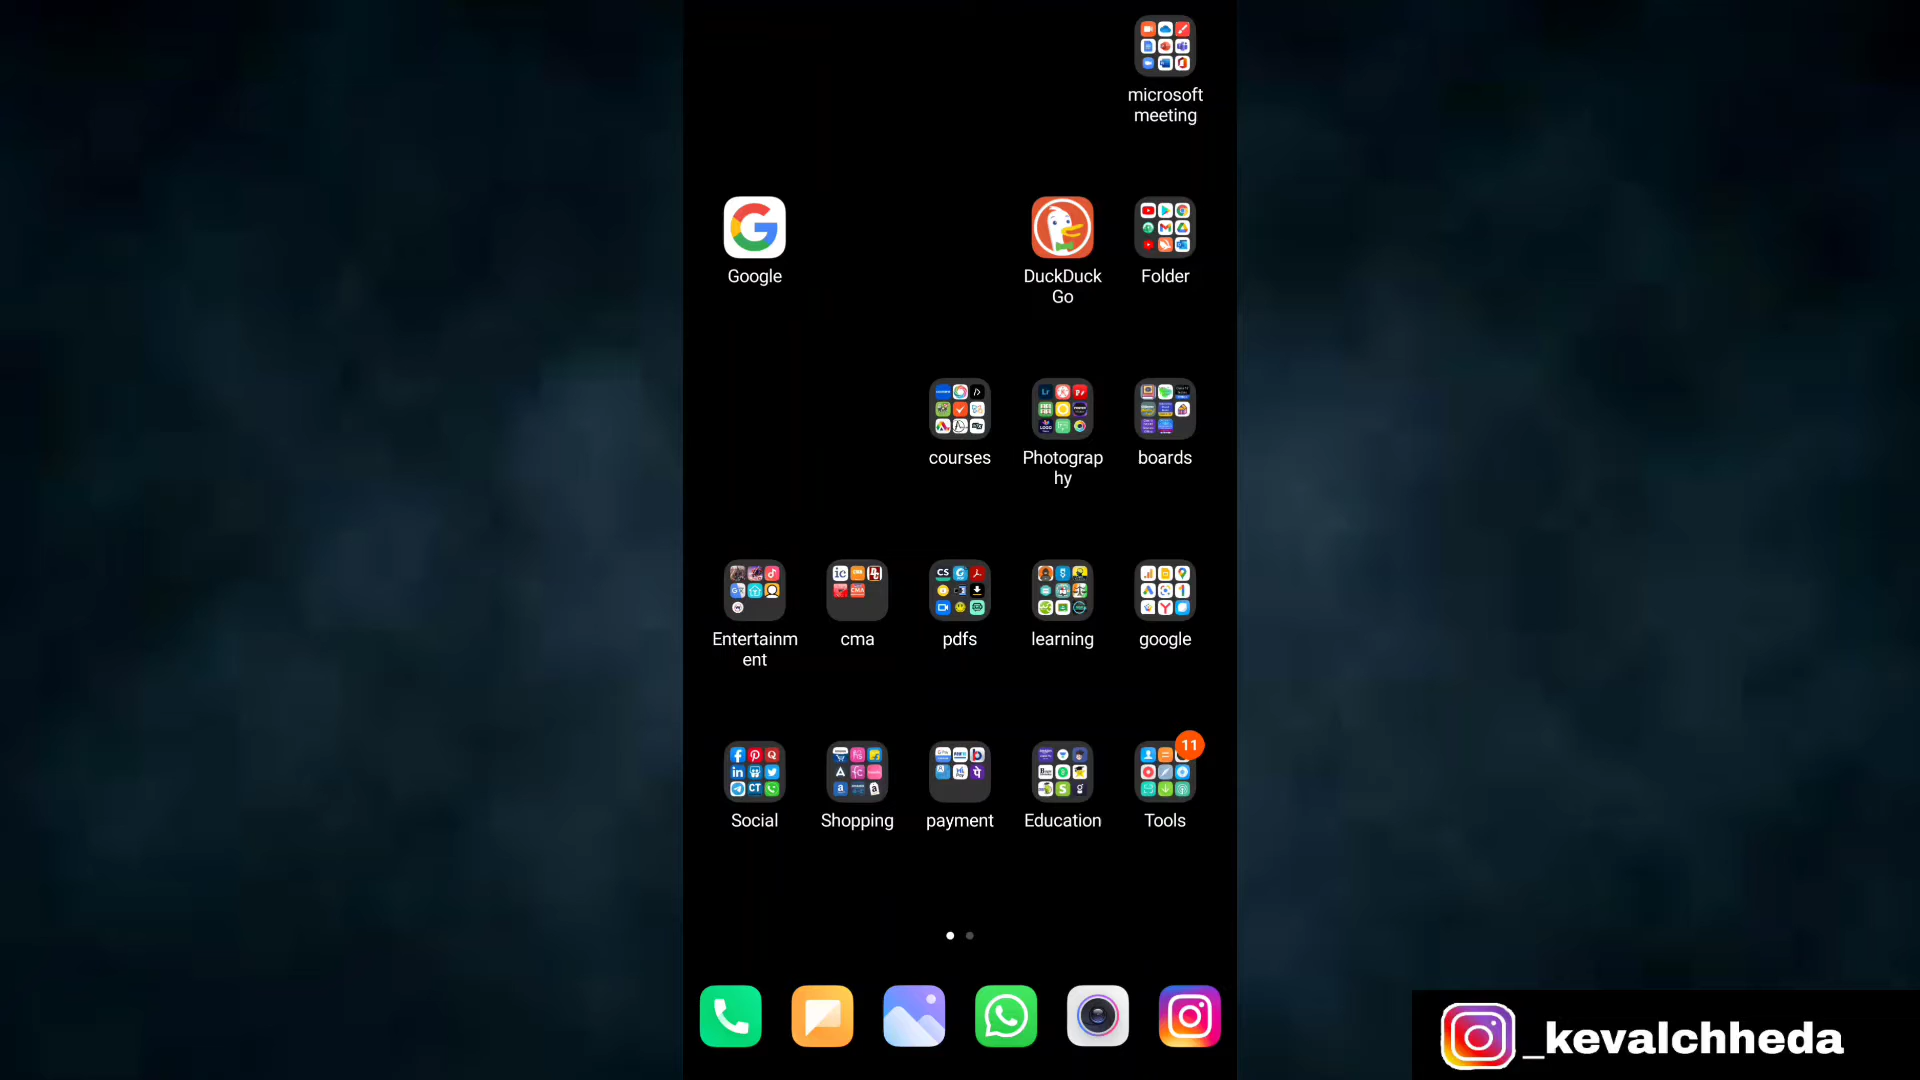 microsoft
meeting
Google
DuckDuck
Go
Folder
courses
Photograp
hy
boards
Entertainm
ent
cma
pdfs
learning
google
11
Social
Shopping
payment
Education
Tools
_kevalchheda